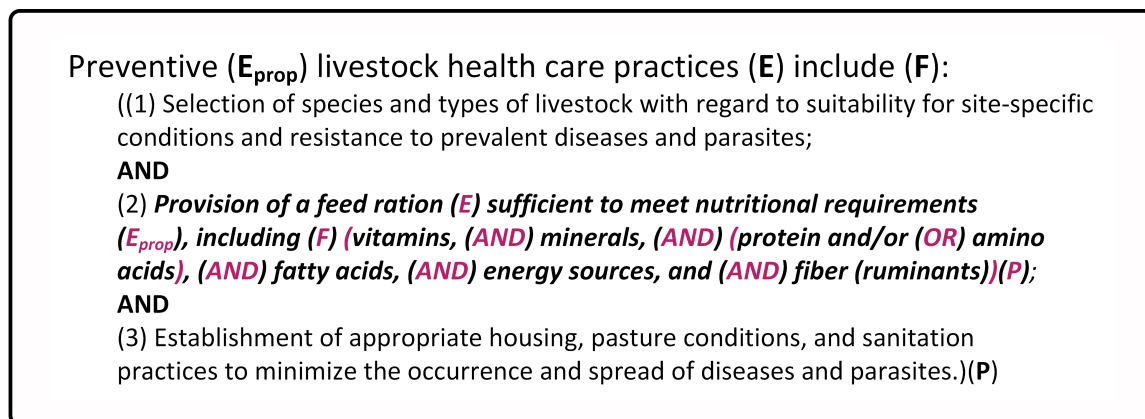 Preventive (Eprop) livestock health care practices (E) include (F):
((1) Selection of species and types of livestock with regard to suitability for site-specific
conditions and resistance to prevalent diseases and parasites;
AND
(2) Provision of a feed ration (E) sufficient to meet nutritional requirements
(Eprop), including (F) (vitamins, (AND) minerals, (AND) (protein and/or (OR) amino
acids), (AND) fatty acids, (AND) energy sources, and (AND) fiber (ruminants))(P);
AND
(3) Establishment of appropriate housing, pasture conditions, and sanitation
practices to minimize the occurrence and spread of diseases and parasites.)(P)